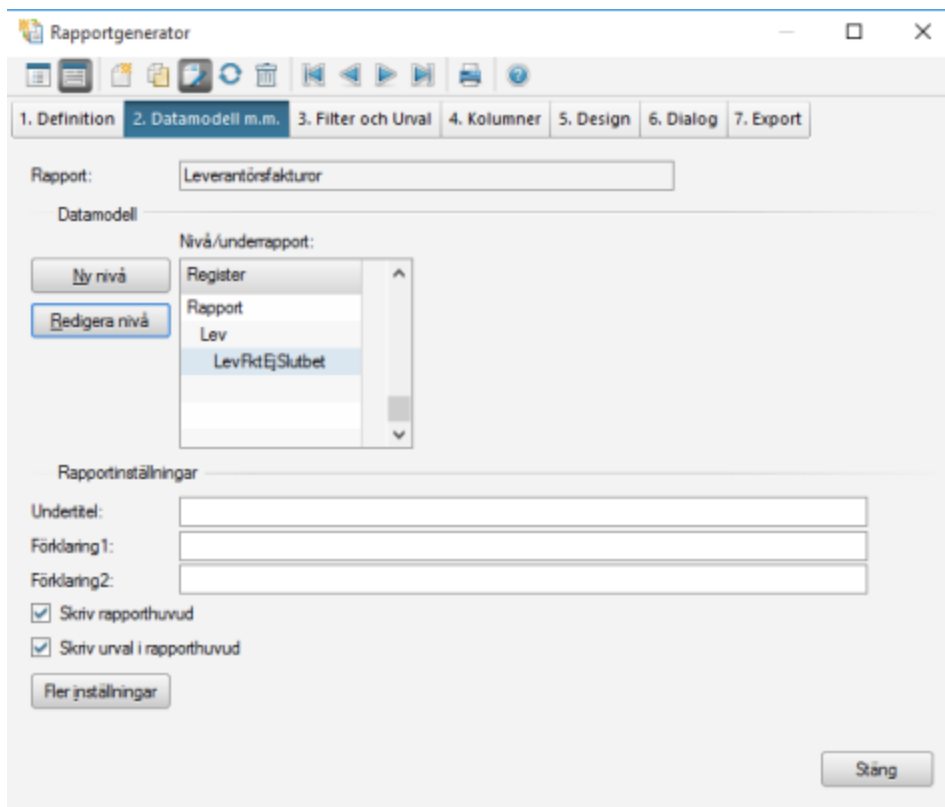 Rapportgenerator
1. Definition 2. Datamodell m.m. 3. Filter och Urval 4. Kolumner 5. Design 6. Dialog 7. Export
Rapport: Leverantörsfakturor
Datamodell
Nivå/underrapport:
Ny nivå
Redigera nivå
Register
Rapport
Lev
LevFktEjSlutbet
Rapportinställningar
Undertitel:
Förklaring1:
Förklaring2:
Skriv rapporthuvud
Skriv urval i rapporthuvud
Fler inställningar
Stäng